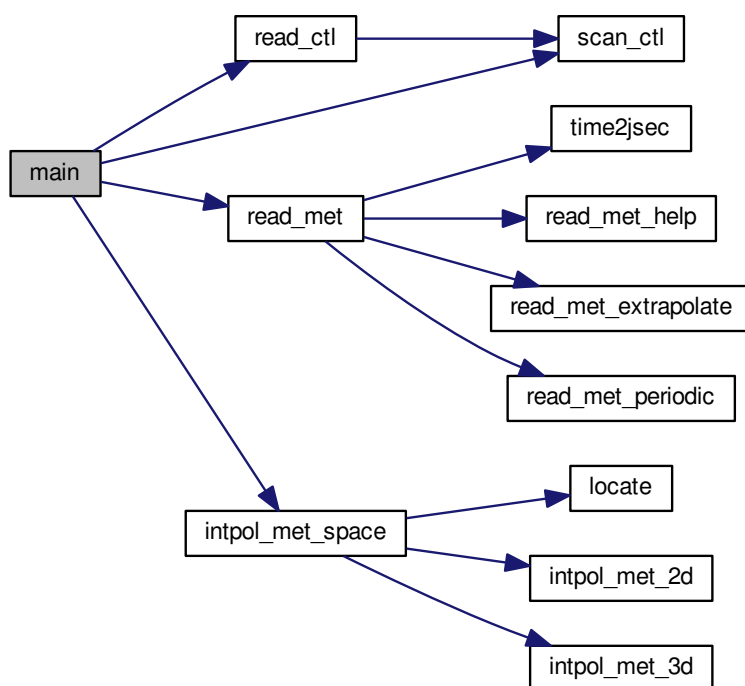 read_ctl
scan_ctl
time2jsec
main
read_met
read_met_help
read_met_extrapolate
read_met_periodic
locate
intpol_met_space
intpol_met_2d
intpol_met_3d